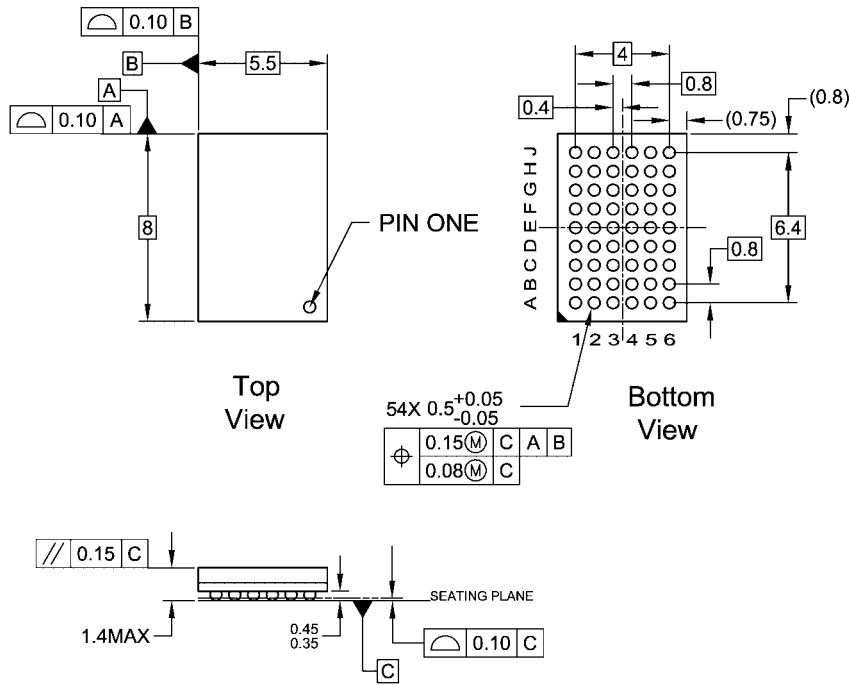 0.10 B
B
5.5
A
0.10 A
8
PIN ONE
Top
View
4
0.8
0.4
(0.75)
(0.8)
6.4
0.8
J
H
G
F
E
D
C
B
A
1 2 3 4 5 6
Bottom
View
54X 0.5 +0.05
-0.05
0.15 Ⓜ C A B
0.08 Ⓜ C
// 0.15 C
1.4MAX
0.45
0.35
SEATING PLANE
0.10 C
C